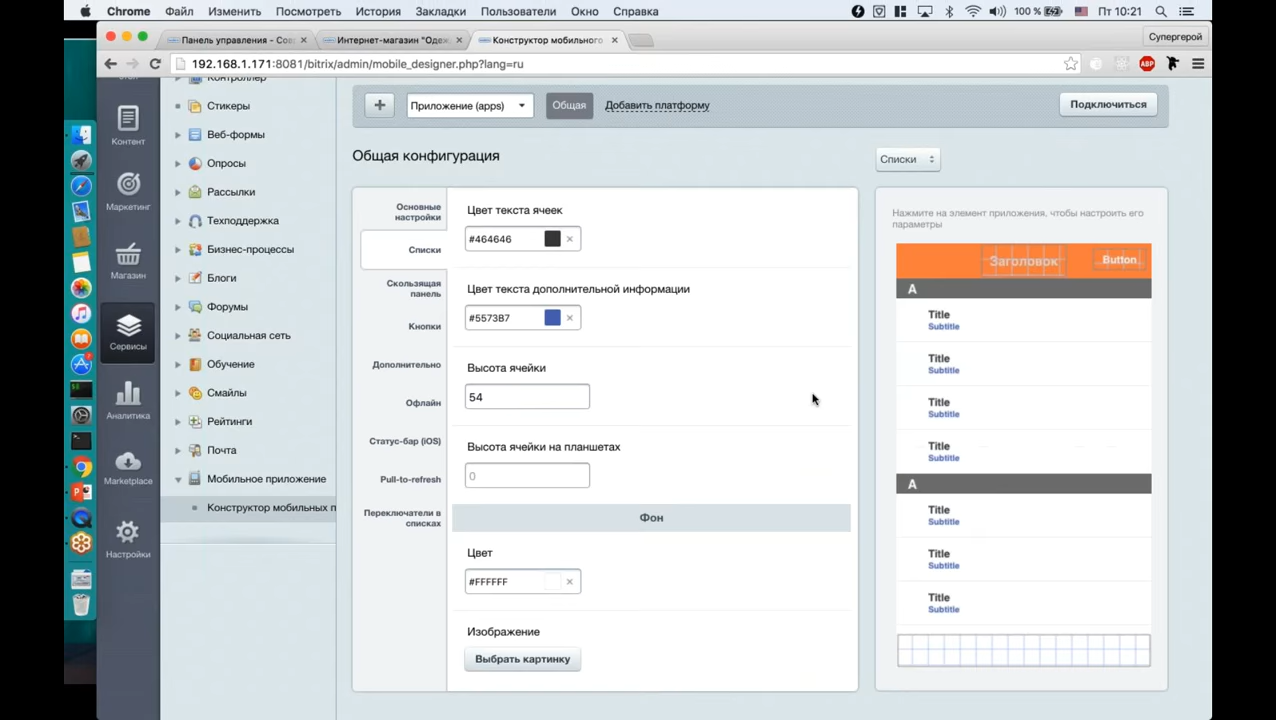 Chrome Файл Изменить Посмотреть История Закладки Пользователи Окно Справка 100 % Пт 10:21
Панель управления - Сов
Интернет-магазин "Одеж
Конструктор мобильного
Супергерой
192.168.1.171:8081/bitrix/admin/mobile_designer.php?lang=ru
ABP
Контент
Маркетинг
Магазин
Сервисы
Аналитика
Marketplace
Настройки
Контроллер
Стикеры
Веб-формы
Опросы
Рассылки
Техподдержка
Бизнес-процессы
Блоги
Форумы
Социальная сеть
Обучение
Смайлы
Рейтинги
Почта
Мобильное приложение
Конструктор мобильных п
+ Приложение (apps) Общая Добавить платформу Подключиться
Общая конфигурация
Основные
настройки
Списки
Скользящая
панель
Кнопки
Дополнительно
Офлайн
Статус-бар (iOS)
Pull-to-refresh
Переключатели в
списках
Цвет текста ячеек
#464646
Цвет текста дополнительной информации
#5573B7
Высота ячейки
54
Высота ячейки на планшетах
0
Фон
Цвет
#FFFFFF
Изображение
Выбрать картинку
Списки
Нажмите на элемент приложения, чтобы настроить его
параметры
Заголовок Button
A
Title
Subtitle
Title
Subtitle
Title
Subtitle
Title
Subtitle
A
Title
Subtitle
Title
Subtitle
Title
Subtitle